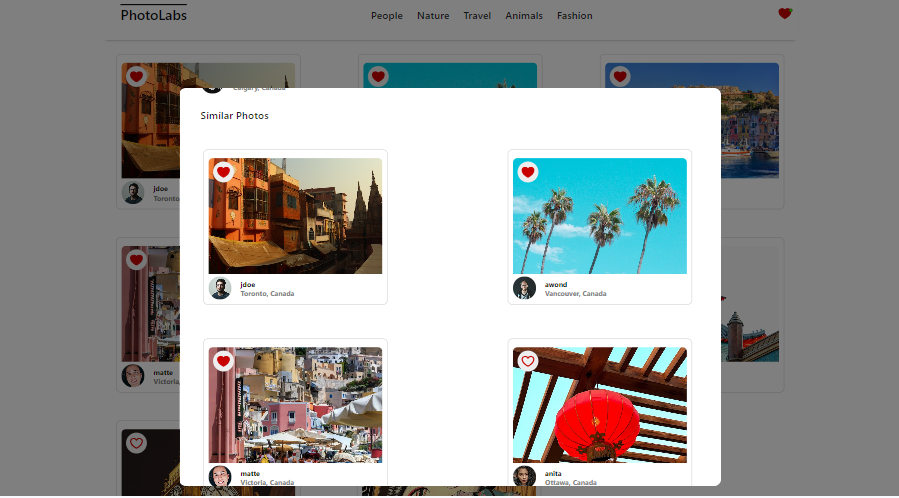 PhotoLabs
People Nature Travel Animals Fashion
Calgary, Canada
Similar Photos
jdoe
Toronto, Canada
awond
Vancouver, Canada
jdoe
Toronto
matte
Victoria, Canada
anita
Ottawa, Canada
matte
Victoria,